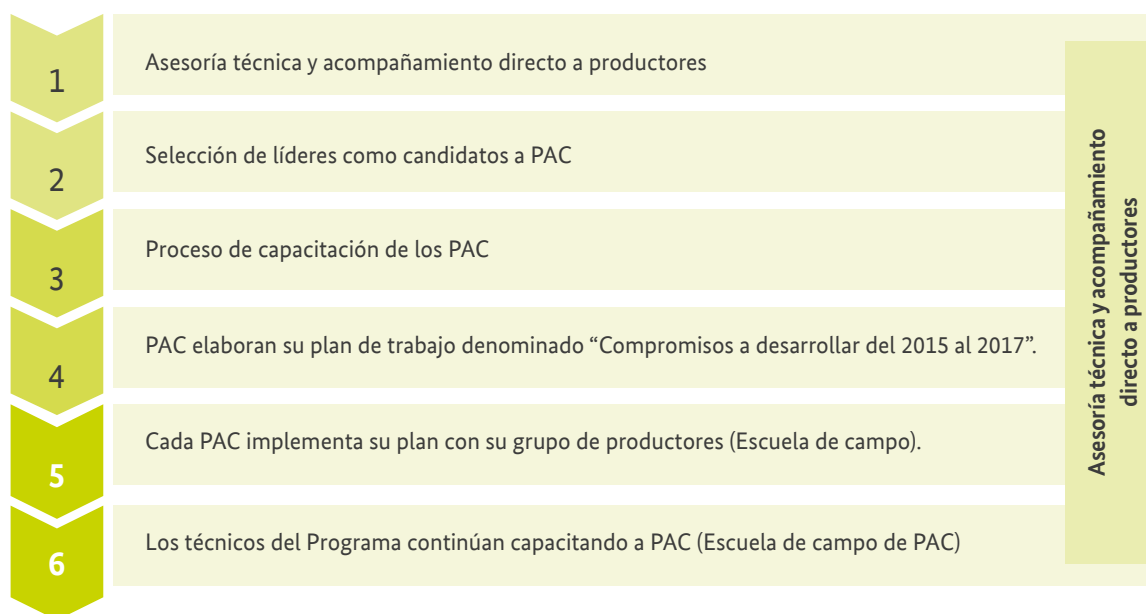 1
Asesoría técnica y acompañamiento directo a productores
2
Selección de líderes como candidatos a PAC
3
Proceso de capacitación de los PAC
4
PAC elaboran su plan de trabajo denominado “Compromisos a desarrollar del 2015 al 2017”.
5
Cada PAC implementa su plan con su grupo de productores (Escuela de campo).
6
Los técnicos del Programa continúan capacitando a PAC (Escuela de campo de PAC)
Asesoría técnica y acompañamiento
directo a productores